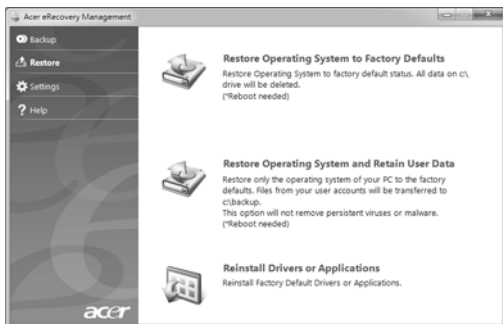 Acer eRecovery Management
Backup
Restore
Settings
Help
Restore Operating System to Factory Defaults
Restore Operating System to factory default status. All data on c:\
drive will be deleted.
(*Reboot needed)
Restore Operating System and Retain User Data
Restore only the operating system of your PC to the factory
defaults. Files from your user accounts will be transferred to
c:\backup.
This option will not remove persistent viruses or malware.
(*Reboot needed)
Reinstall Drivers or Applications
Reinstall Factory Default Drivers or Applications.
acer